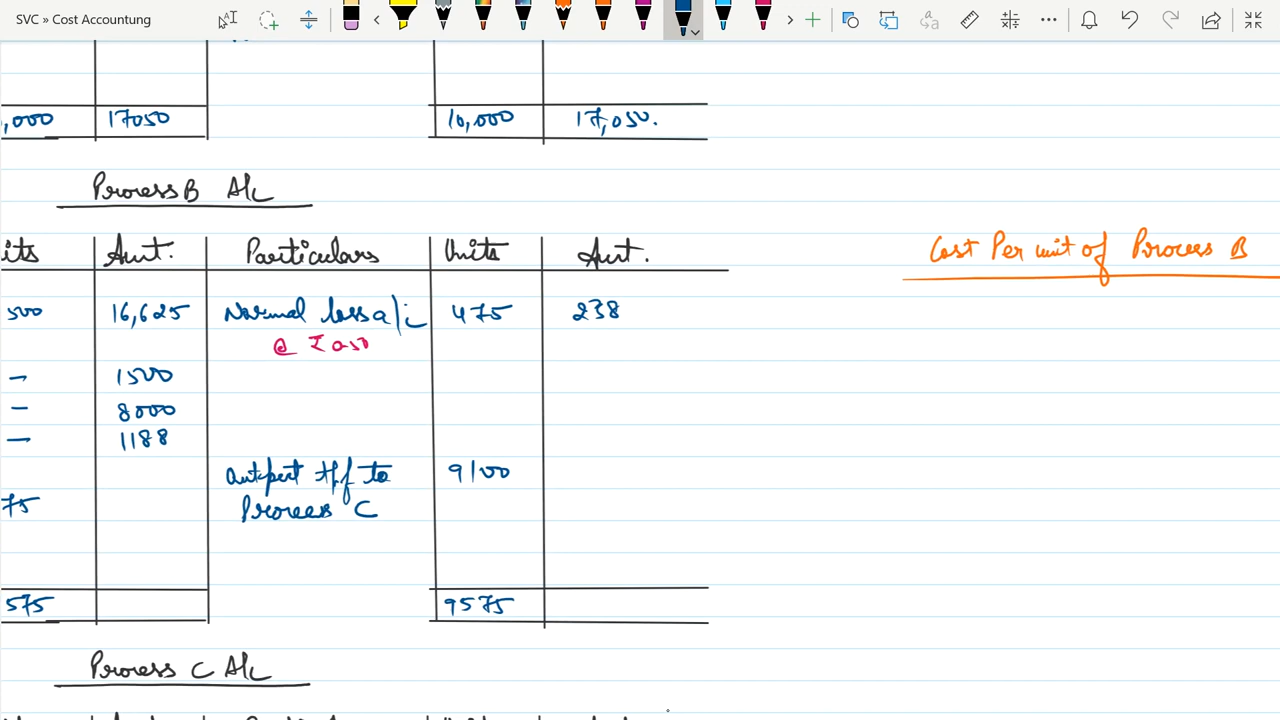 SVC » Cost Accountung
,000 17050 10,000 17,050.
Process B A/c
its Amt. Particulars Units Amt.
Cost Per unit of Process B
500 16,625 Normal loss a/c 475 238
@ ₹ 0.50
- 1500
- 8000
- 1188
Output tpf to 9100
75 Process C
575 9575
Process C A/c